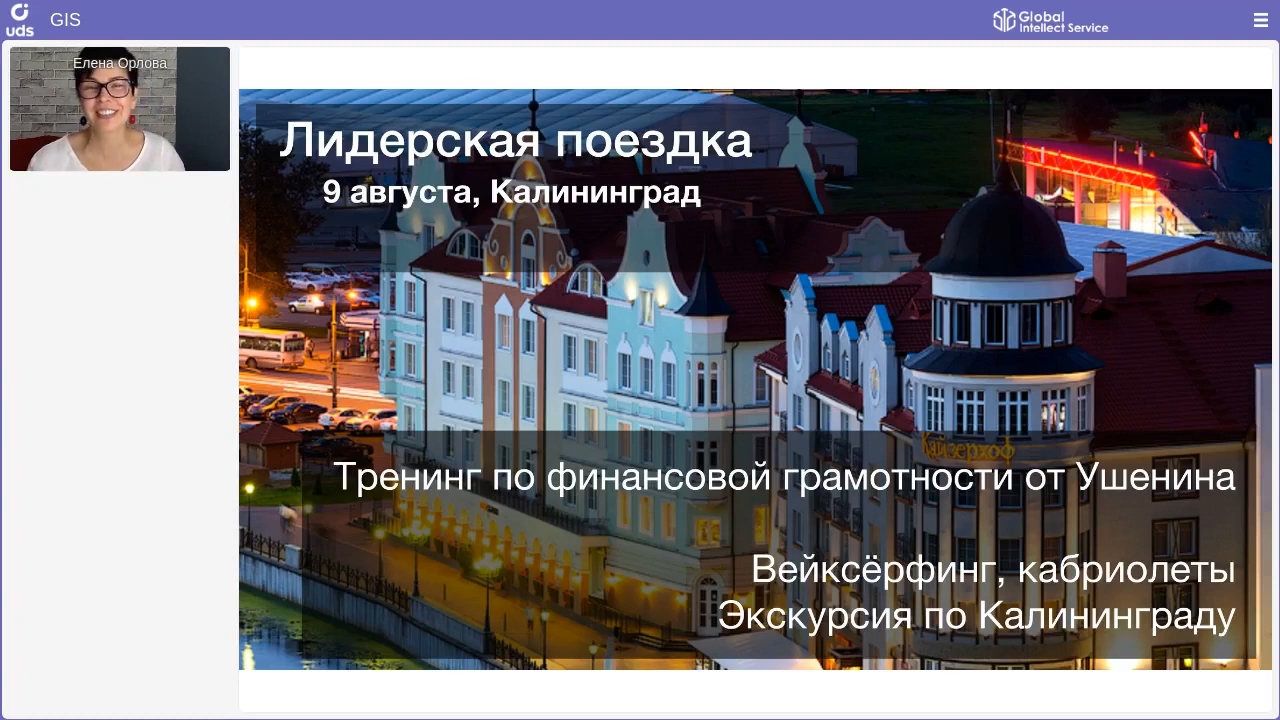 uds
GIS
Global
Intellect Service
Елена Орлова
Лидерская поездка
9 августа, Калининград
Кайзерхоф
Тренинг по финансовой грамотности от Ушенина
Вейксёрфинг, кабриолеты
Экскурсия по Калининграду